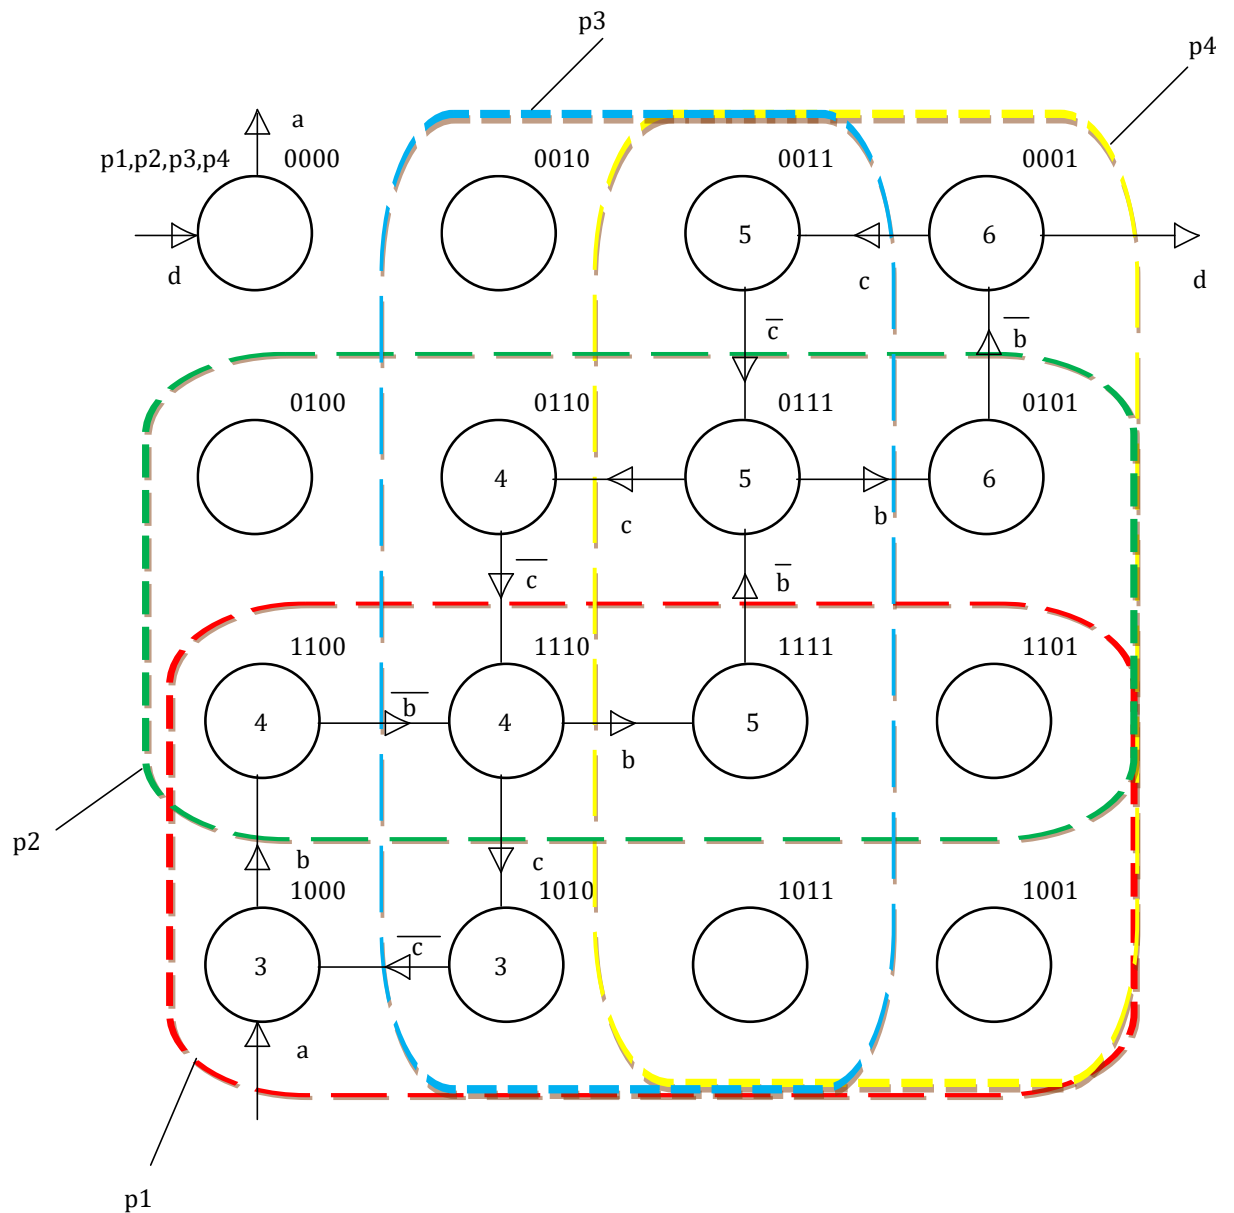 p3
p4
a
p1,p2,p3,p4 0000 0010 0011 0001
5 6
d c d
c̅ b̅
0100 0110 0111 0101
4 5 6
c b
c̅ b̅
1100 1110 1111 1101
b̅
4 4 5
b
p2 b c
1000 1010 1011 1001
c̅
3 3
a
p1